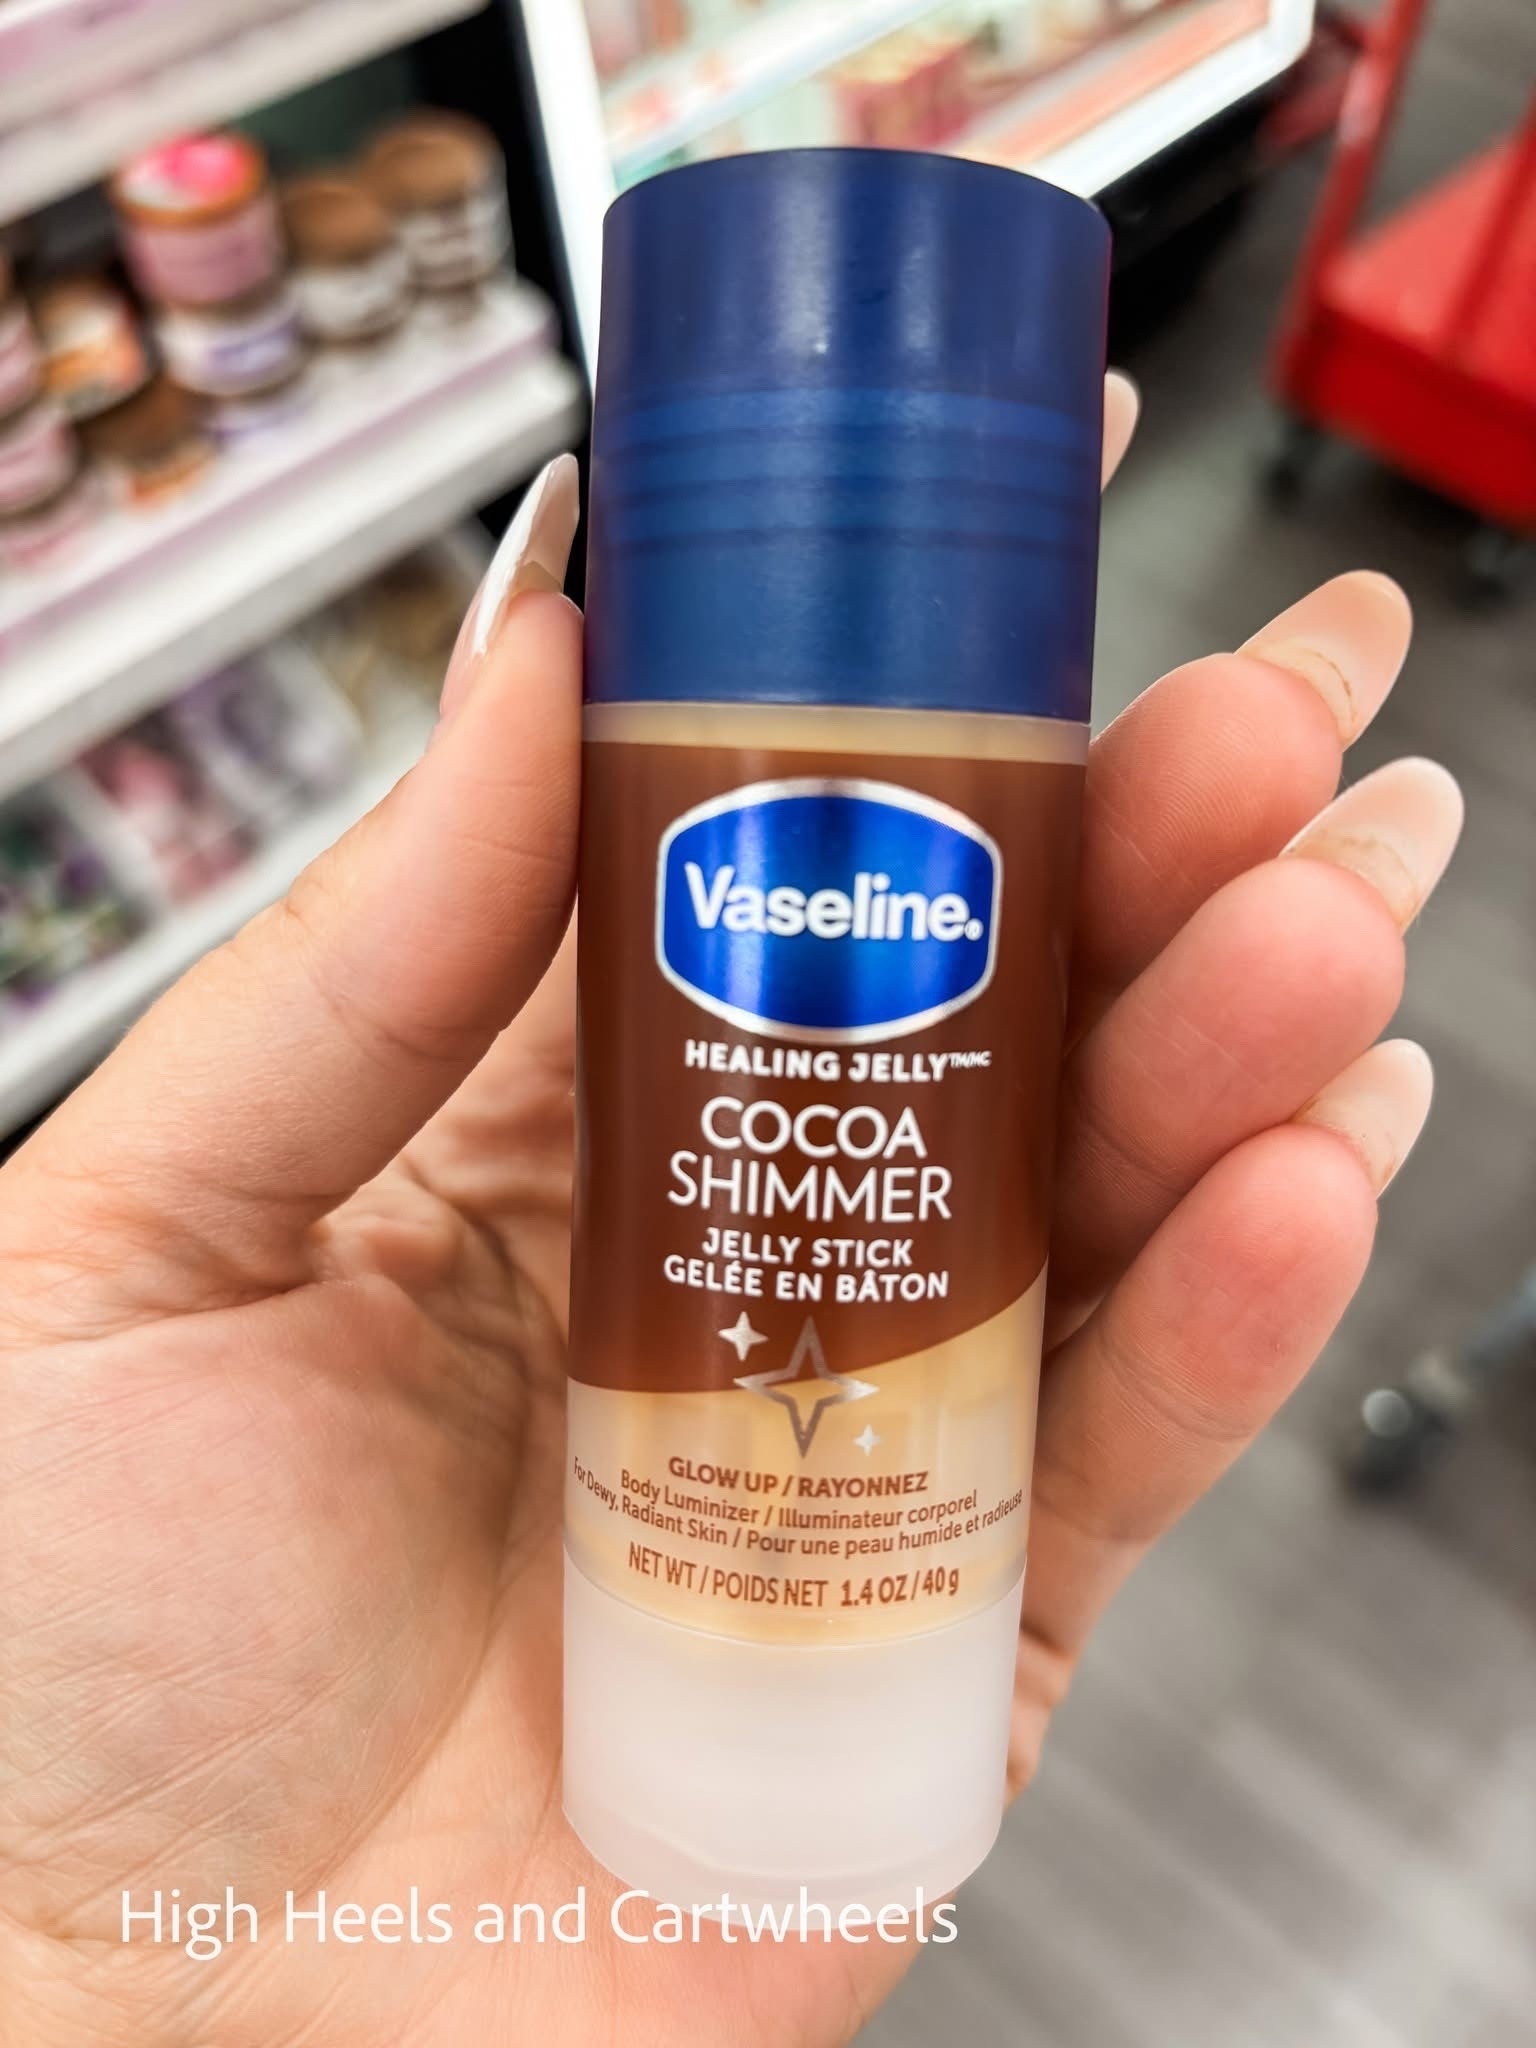 Vaseline®
HEALING JELLY™/MC
COCOA
SHIMMER
JELLY STICK
GELÉE EN BÂTON
GLOW UP / RAYONNEZ
Body Luminizer / Illuminateur corporel
For Dewy, Radiant Skin / Pour une peau humide et radieuse
NET WT / POIDS NET 1.4 OZ / 40 g
High Heels and Cartwheels